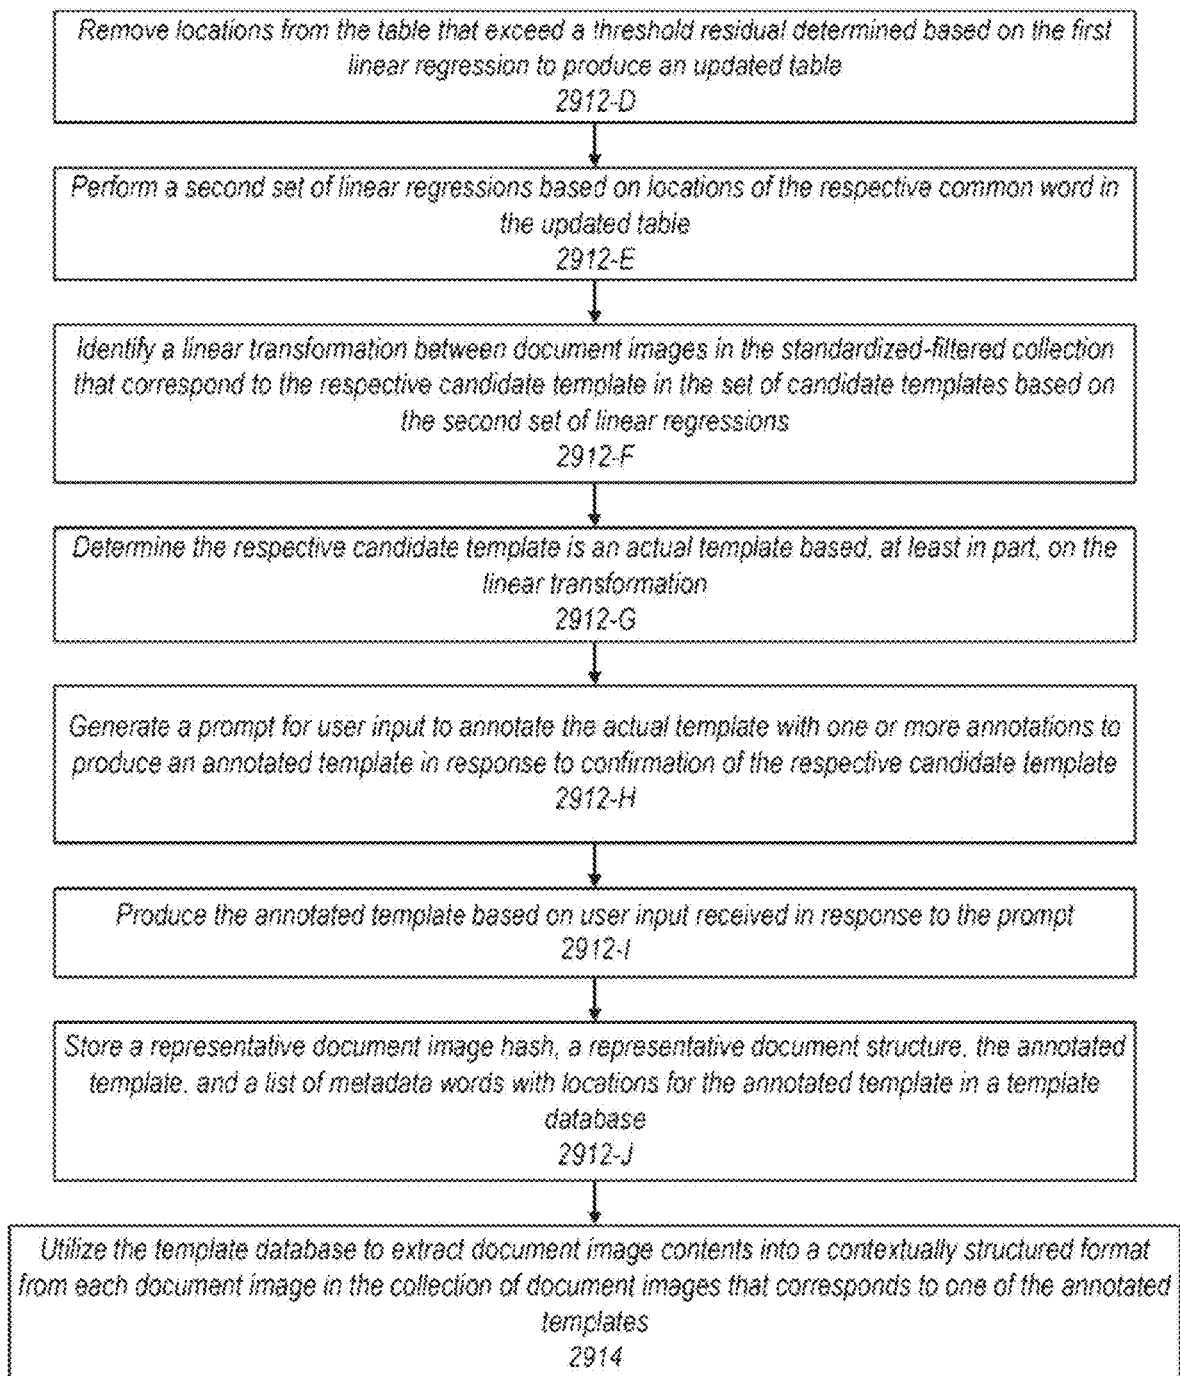 Remove locations from the table that exceed a threshold residual determined based on the first
linear regression to produce an updated table
2912-D
Perform a second set of linear regressions based on locations of the respective common word in
the updated table
2912-E
Identify a linear transformation between document images in the standardized-filtered collection
that correspond to the respective candidate template in the set of candidate templates based on
the second set of linear regressions
2912-F
Determine the respective candidate template is an actual template based, at least in part, on the
linear transformation
2912-G
Generate a prompt for user input to annotate the actual template with one or more annotations to
produce an annotated template in response to confirmation of the respective candidate template
2912-H
Produce the annotated template based on user input received in response to the prompt
2912-I
Store a representative document image hash, a representative document structure, the annotated
template, and a list of metadata words with locations for the annotated template in a template
database
2912-J
Utilize the template database to extract document image contents into a contextually structured format
from each document image in the collection of document images that corresponds to one of the annotated
templates
2914